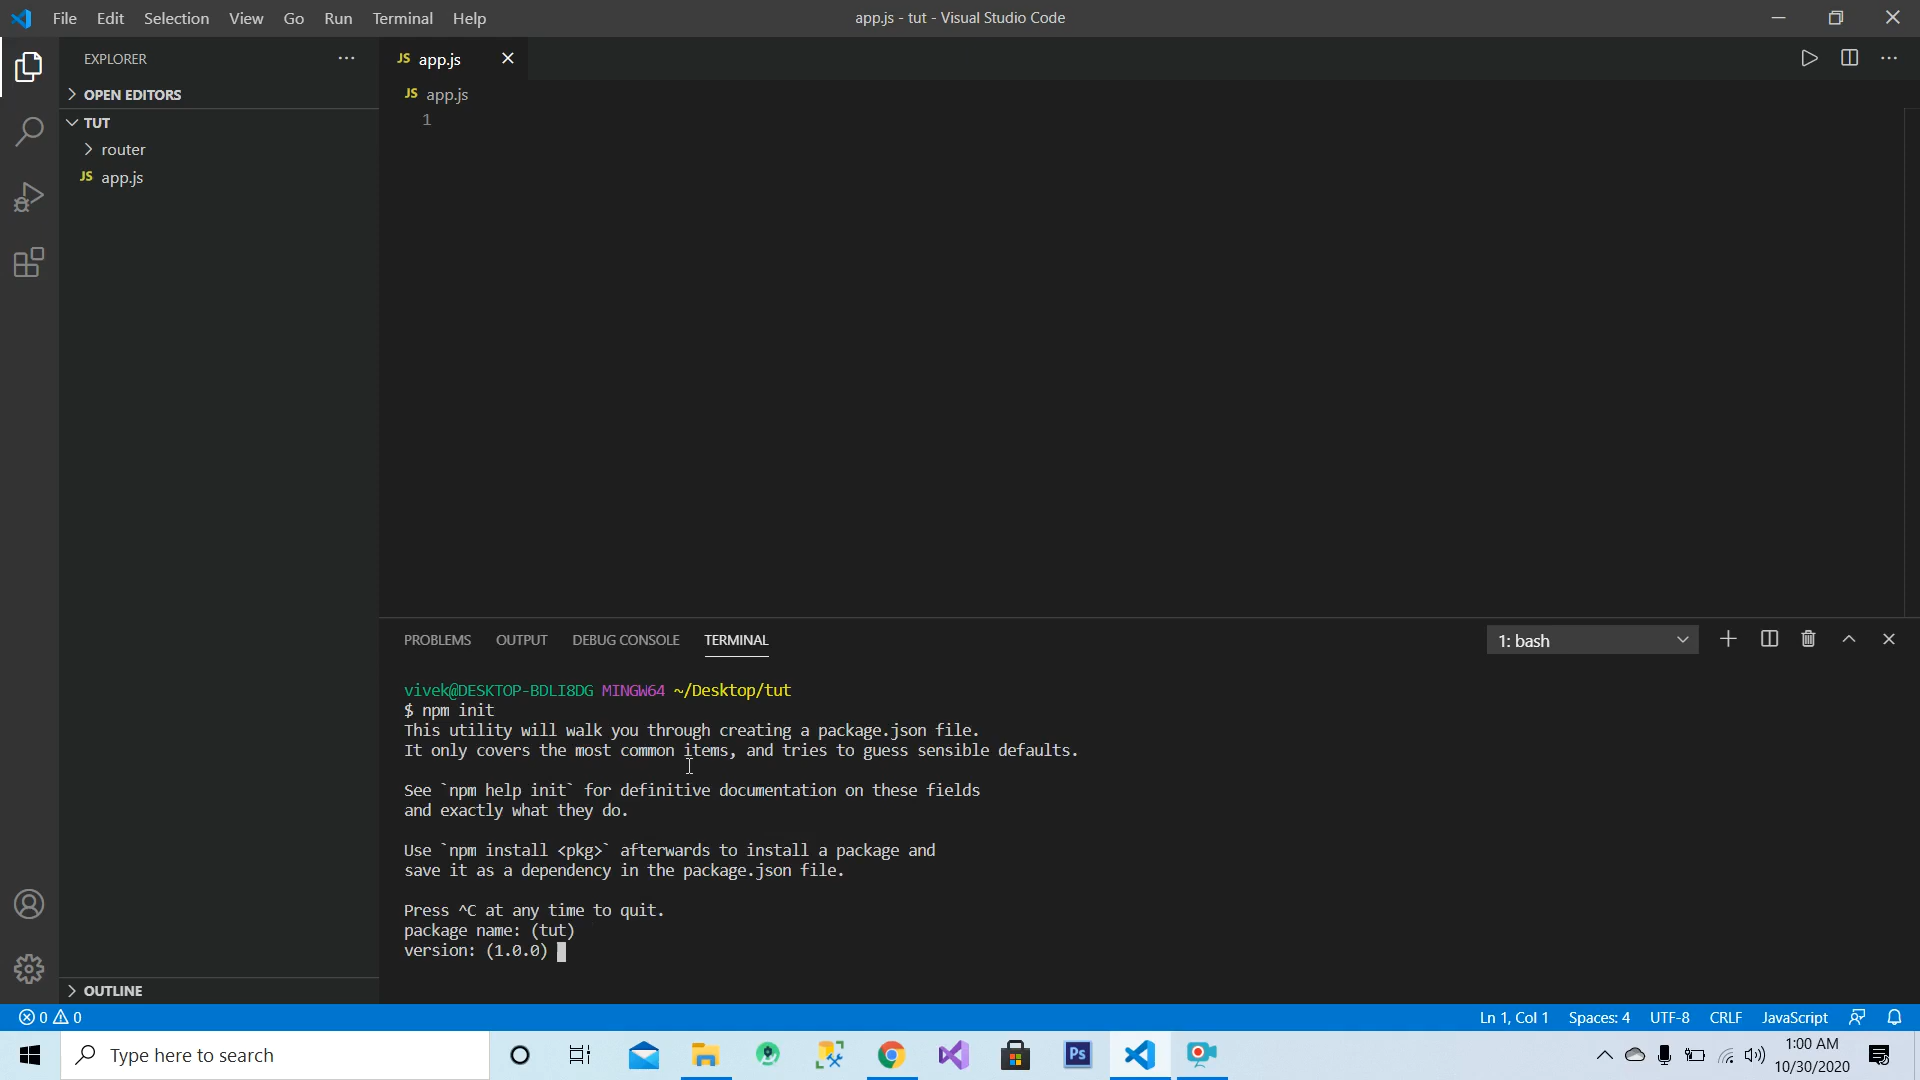 File Edit Selection View Go Run Terminal Help
app.js - tut - Visual Studio Code
EXPLORER
OPEN EDITORS
TUT
router
JS app.js
JS app.js
JS app.js
1
PROBLEMS OUTPUT DEBUG CONSOLE TERMINAL
1: bash
vivek@DESKTOP-BDLI8DG MINGW64 ~/Desktop/tut
$ npm init
This utility will walk you through creating a package.json file.
It only covers the most common items, and tries to guess sensible defaults.
See `npm help init` for definitive documentation on these fields
and exactly what they do.
Use `npm install <pkg>` afterwards to install a package and
save it as a dependency in the package.json file.
Press ^C at any time to quit.
package name: (tut)
version: (1.0.0)
OUTLINE
0 0
Ln 1, Col 1 Spaces: 4 UTF-8 CRLF JavaScript
Type here to search
Ps
1:00 AM
10/30/2020